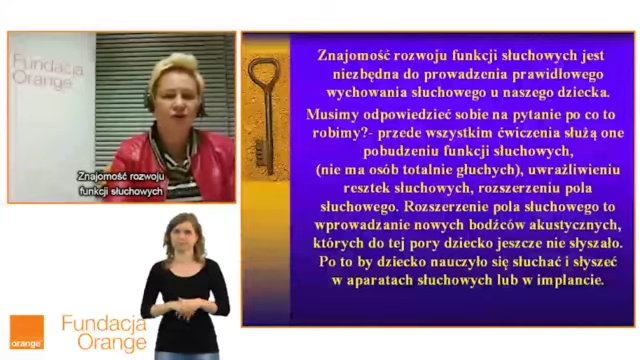 Fundacja
Orange
Znajomość rozwoju
funkcji słuchowych
Znajomość rozwoju funkcji słuchowych jest
niezbędna do prowadzenia prawidłowego
wychowania słuchowego u naszego dziecka.
Musimy odpowiedzieć sobie na pytanie po co to
robimy?- przede wszystkim ćwiczenia służą one
pobudzeniu funkcji słuchowych,
(nie ma osób totalnie głuchych), uwrażliwieniu
resztek słuchowych, rozszerzeniu pola
słuchowego. Rozszerzenie pola słuchowego to
wprowadzanie nowych bodźców akustycznych,
których do tej pory dziecko jeszcze nie słyszało.
Po to by dziecko nauczyło się słuchać i słyszeć
w aparatach słuchowych lub w implancie.
orange
Fundacja
Orange